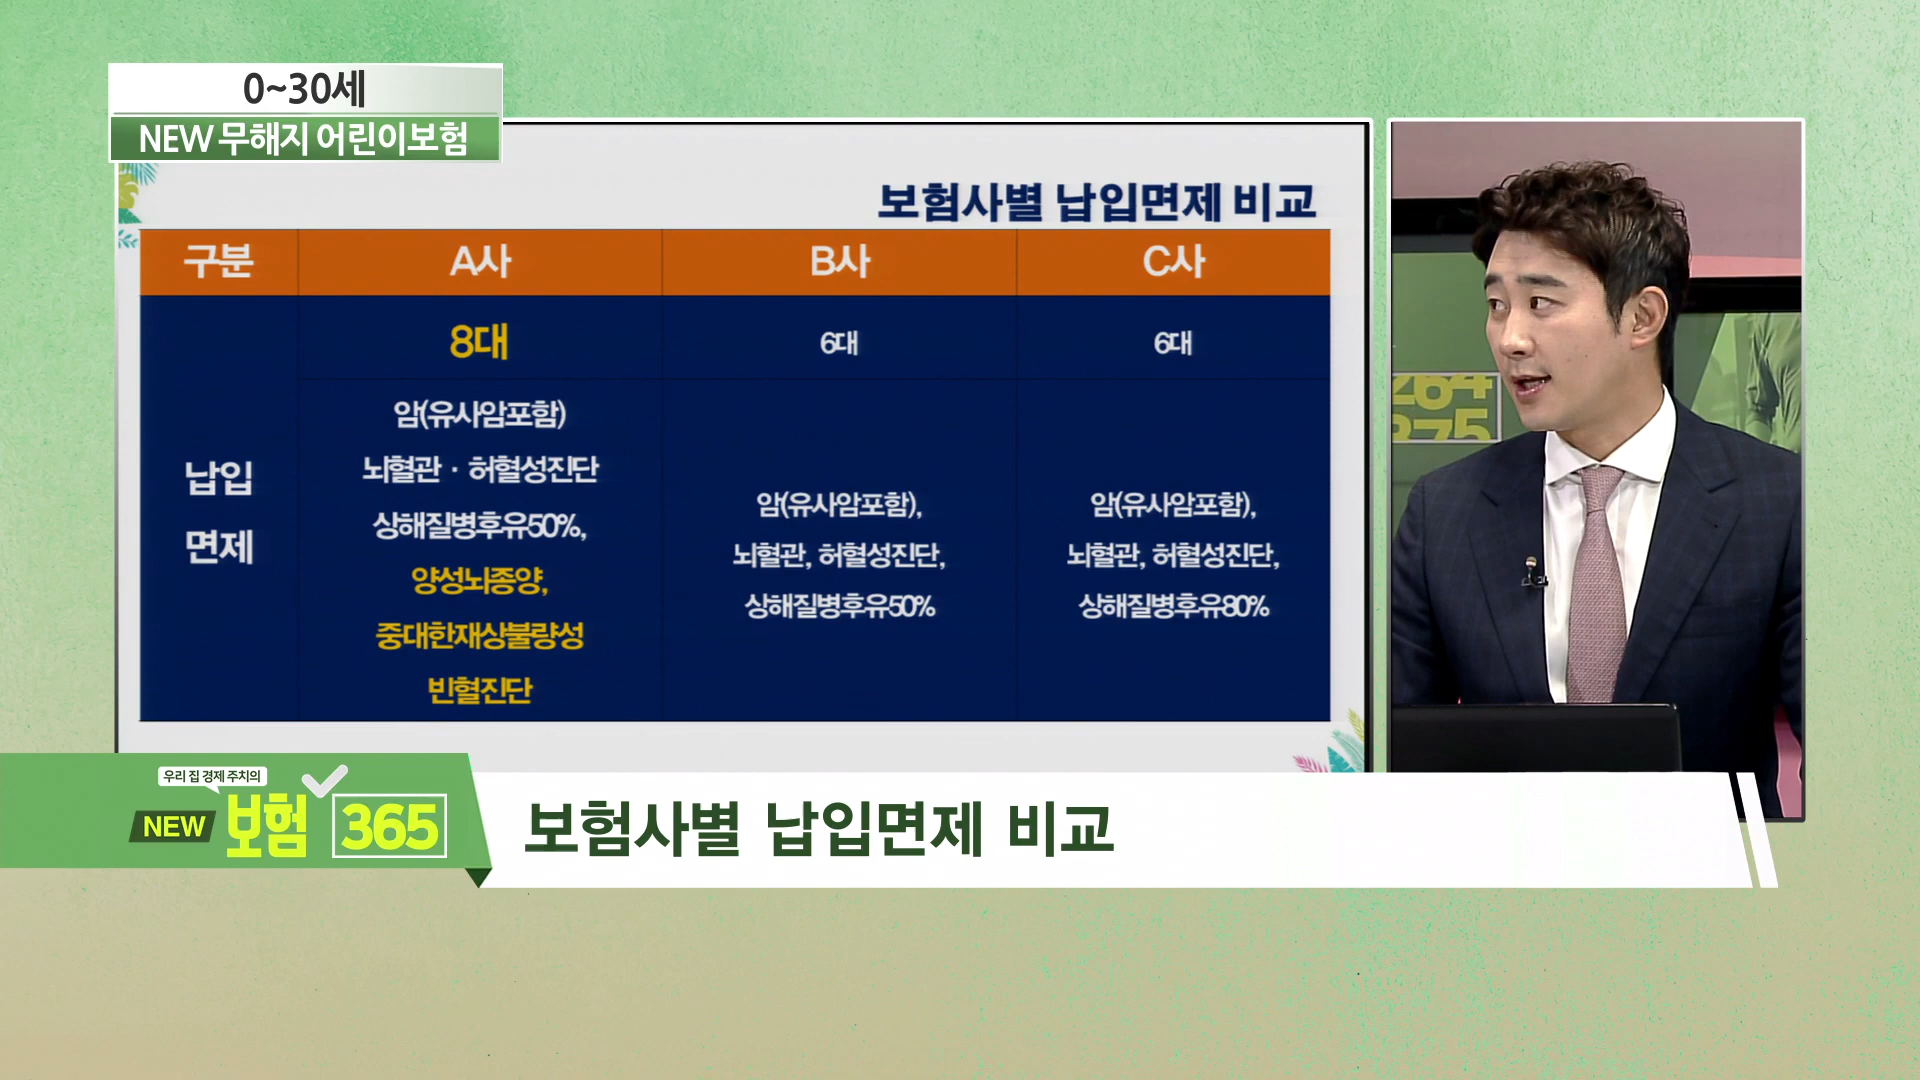 0~30세
NEW 무해지 어린이보험
보험사별 납입면제 비교
구분
A사
B사
C사
납입
면제
8대
6대
6대
암(유사암포함)
뇌혈관 · 허혈성진단
상해질병후유50%,
양성뇌종양,
중대한재상불량성
빈혈진단
암(유사암포함),
뇌혈관, 허혈성진단,
상해질병후유50%
암(유사암포함),
뇌혈관, 허혈성진단,
상해질병후유80%
264
375
우리 집 경제 주치의
NEW 보험 365
보험사별 납입면제 비교